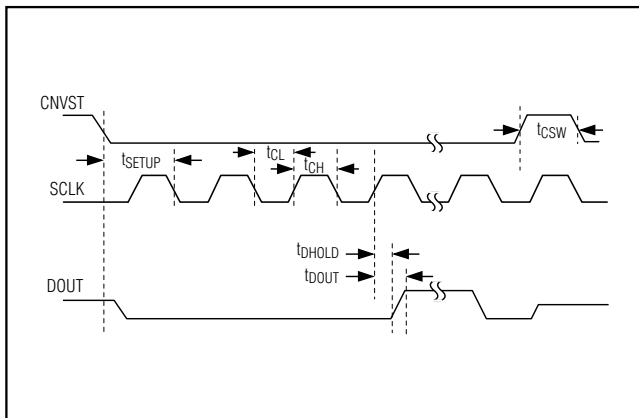 CNVST
tCSW
tSETUP
tCL
tCH
SCLK
tDHOLD
tDOUT
DOUT